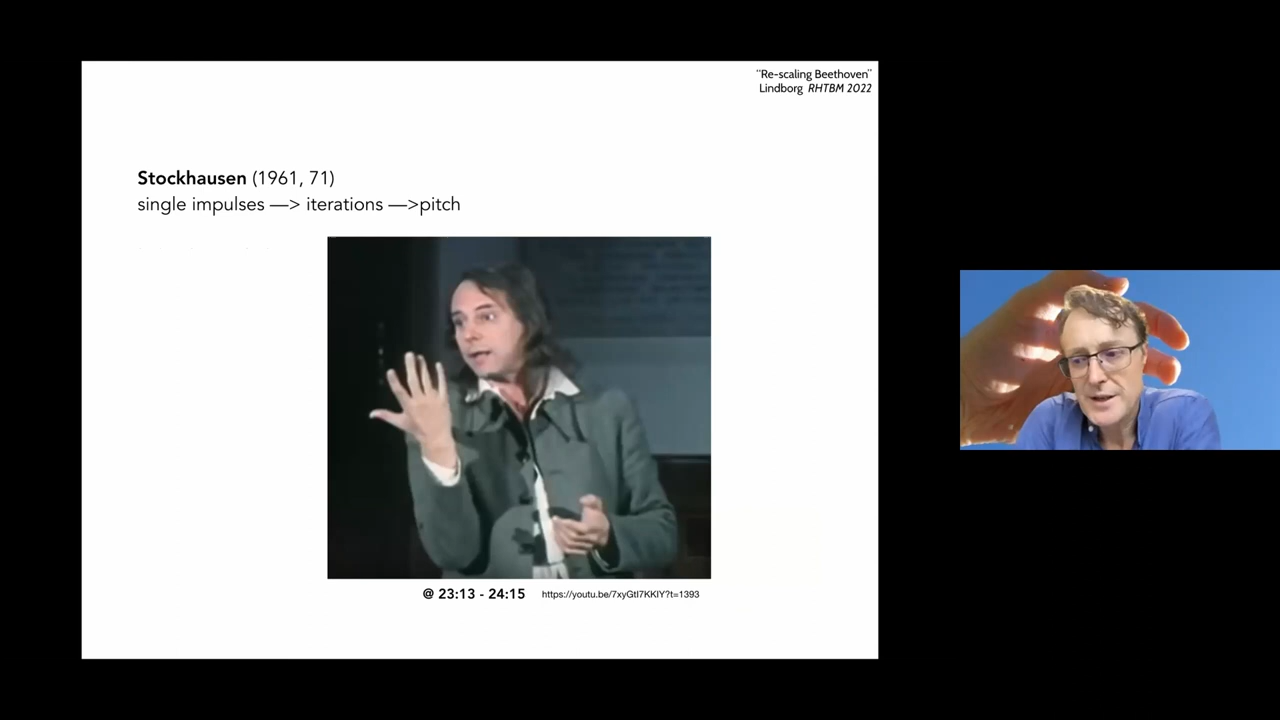 "Re-scaling Beethoven"
Lindborg RHTBM 2022
Stockhausen (1961, 71)
single impulses —> iterations —>pitch
@ 23:13 - 24:15 https://youtu.be/7xyGtI7KKIY?t=1393